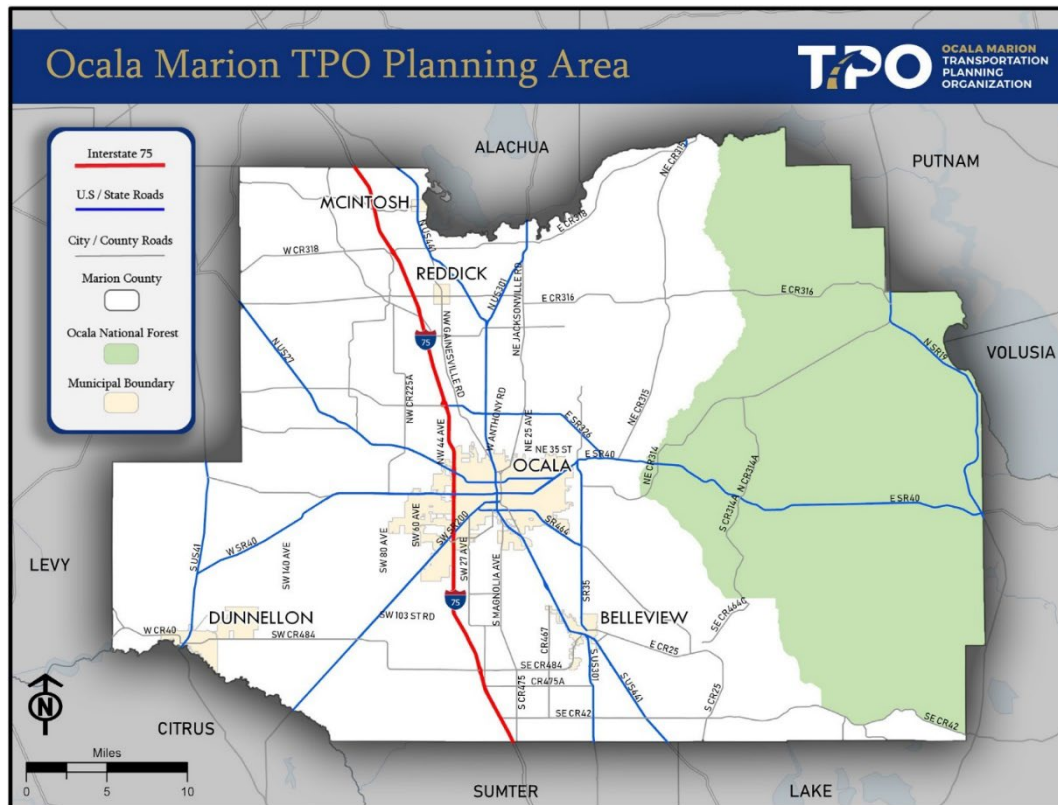 Ocala Marion TPO Planning Area
TPO
OCALA MARION
TRANSPORTATION
PLANNING
ORGANIZATION
Interstate 75
U.S / State Roads
City / County Roads
Marion County
Ocala National Forest
Municipal Boundary
ALACHUA
PUTNAM
VOLUSIA
LEVY
CITRUS
SUMTER
LAKE
MCINTOSH
REDDICK
OCALA
DUNNELLON
BELLEVIEW
NE CR315
E CR318
W CR318
N US441
N US301
NE JACKSONVILLE RD
E CR316
E CR316
N SR19
N US27
75
NW GAINESVILLE RD
NW CR225A
NW 44 AVE
W ANTHONY RD
NE 25 AVE
E SR326
NE CR315
NE 35 ST
E SR40
NE CR314
N CR314A
S CR314A
E SR40
S US41
W SR40
SW 140 AVE
SW 80 AVE
SW 60 AVE
SW SR200
SW 27 AVE
SR464
SR35
S MAGNOLIA AVE
75
SW 103 ST RD
W CR40
SW CR484
CR467
SE CR464C
E CR25
SE CR484
CR475A
S CR475
S US301
S US441
S CR25
SE CR42
SE CR42
N
Miles
0
5
10